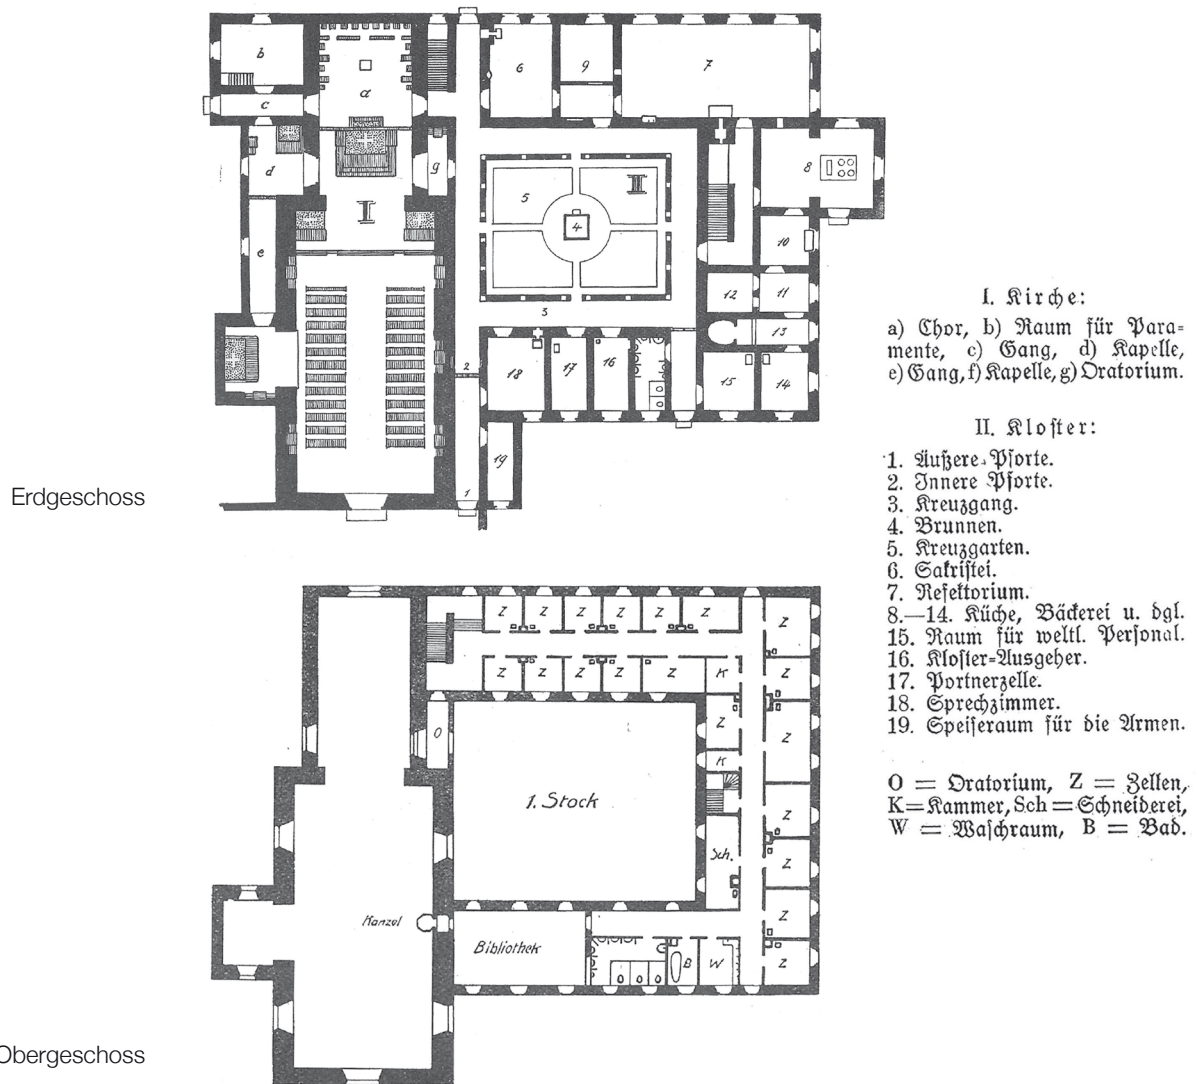 b
a
6
9
7
c
d
g
8
I
II
5
4
e
10
12
11
3
13
2
18
17
16
15
14
19
1
Erdgeschoss
I. Kirche:
a) Chor, b) Raum für Para-
mente, c) Gang, d) Kapelle,
e) Gang, f) Kapelle, g) Oratorium.
II. Kloster:
1. Äußere Pforte.
2. Innere Pforte.
3. Kreuzgang.
4. Brunnen.
5. Kreuzgarten.
6. Sakristei.
7. Refektorium.
8.—14. Küche, Bäckerei u. dgl.
15. Raum für weltl. Personal.
16. Kloster-Ausgeher.
17. Portnerzelle.
18. Sprechzimmer.
19. Speiseraum für die Armen.
O = Oratorium, Z = Zellen,
K = Kammer, Sch = Schneiderei,
W = Waschraum, B = Bad.
Z Z Z Z Z Z Z
Z Z Z Z Z K Z
O
Z
Z
K
1. Stock
Z
Sch.
Z
Kanzel
Z
Bibliothek
B
W
Z
Obergeschoss